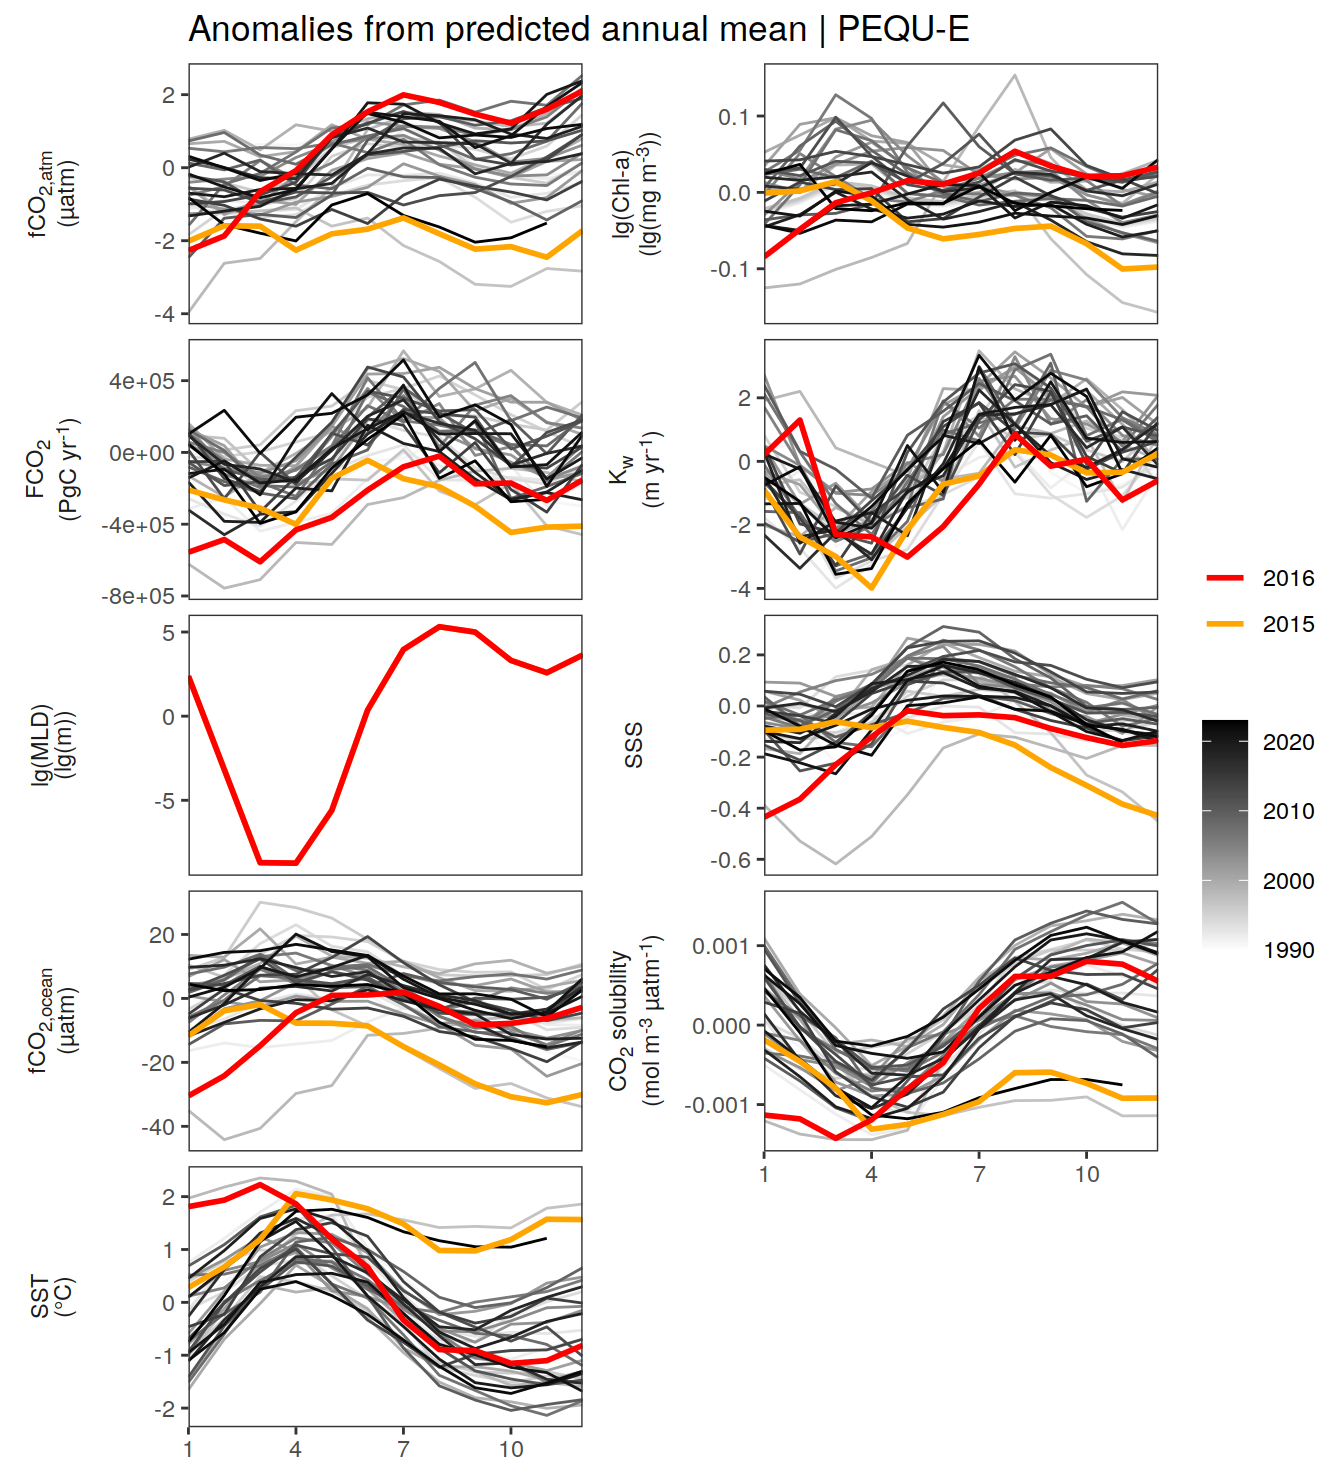 Anomalies from predicted annual mean | PEQU-E
fCO2,atm
(µatm)
2
0
-2
-4
lg(Chl-a)
(lg(mg m-3))
0.1
0.0
-0.1
FCO2
(PgC yr-1)
4e+05
0e+00
-4e+05
-8e+05
Kw
(m yr-1)
2
0
-2
-4
lg(MLD)
(lg(m))
5
0
-5
SSS
0.2
0.0
-0.2
-0.4
-0.6
fCO2,ocean
(µatm)
20
0
-20
-40
CO2 solubility
(mol m-3 µatm-1)
0.001
0.000
-0.001
1
4
7
10
SST
(°C)
2
1
0
-1
-2
1
4
7
10
2016
2015
2020
2010
2000
1990